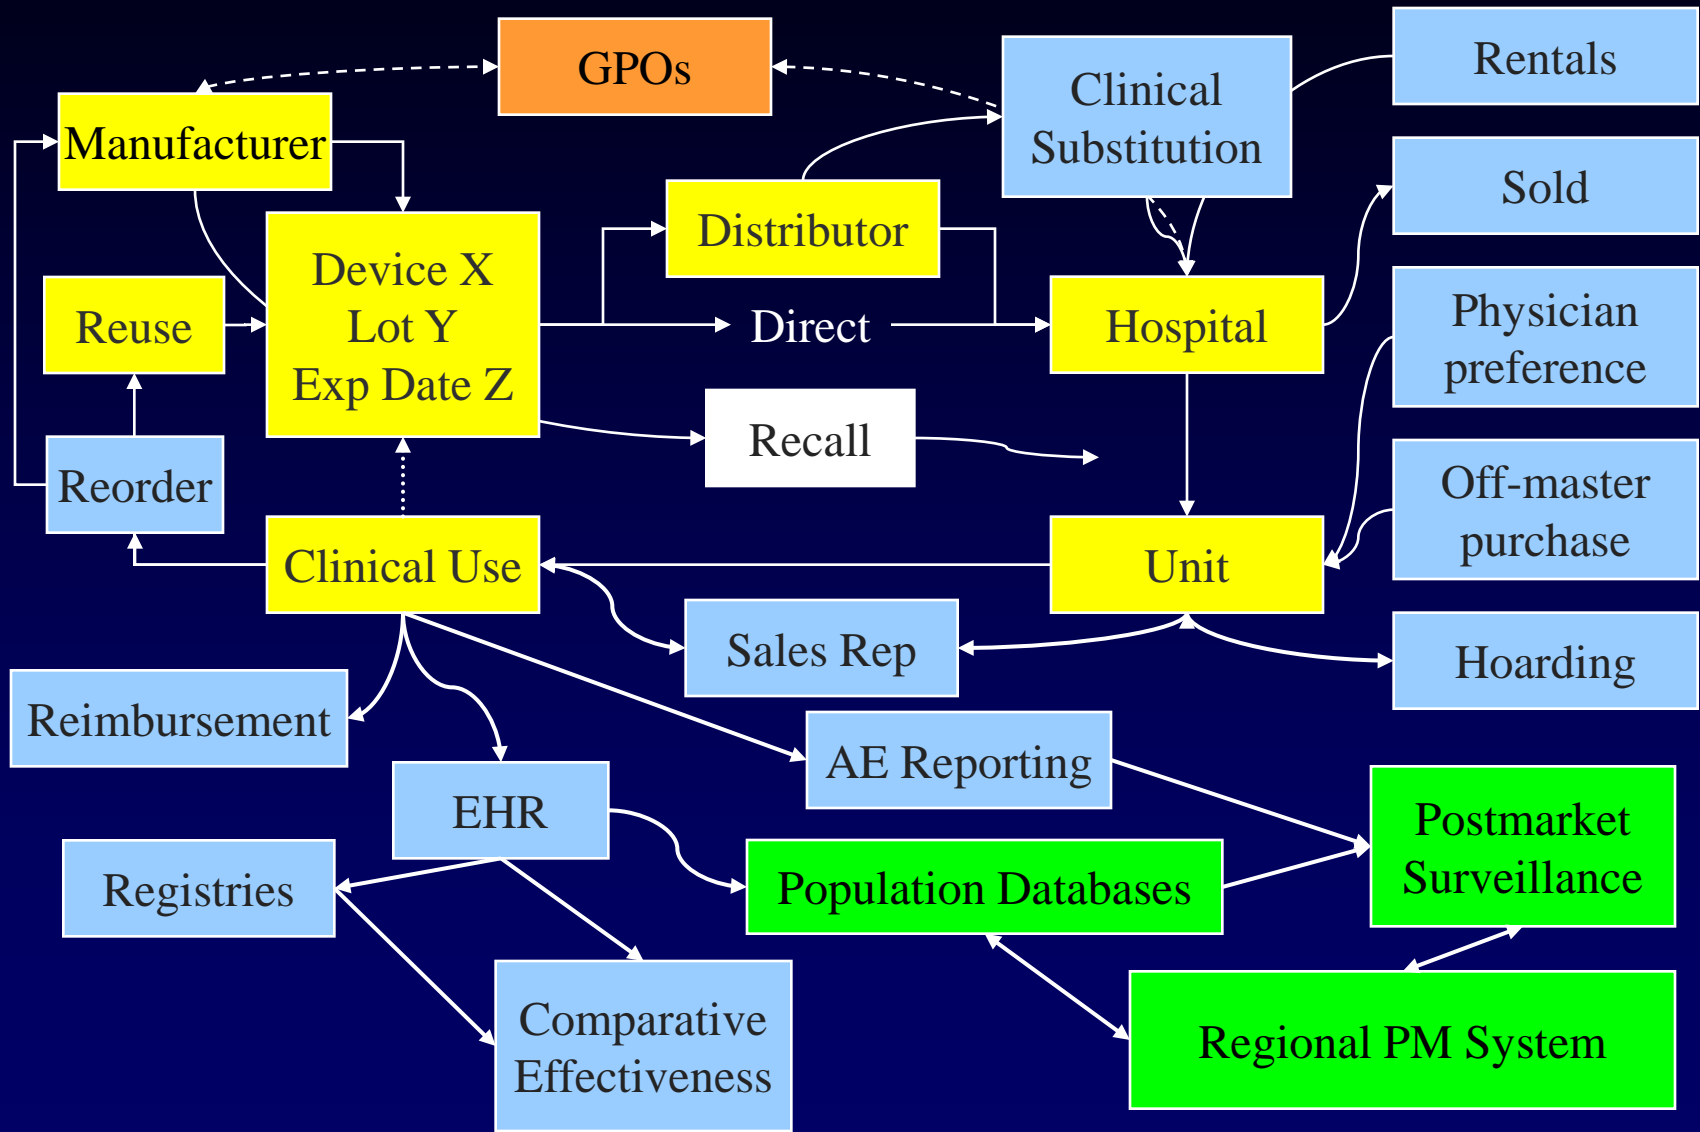 GPOs
Rentals
Clinical
Substitution
Manufacturer
Sold
Distributor
Device X
Lot Y
Exp Date Z
Reuse
Direct
Hospital
Physician
preference
Recall
Reorder
Off-master
purchase
Clinical Use
Unit
Sales Rep
Hoarding
Reimbursement
AE Reporting
EHR
Postmarket
Surveillance
Registries
Population Databases
Comparative
Effectiveness
Regional PM System